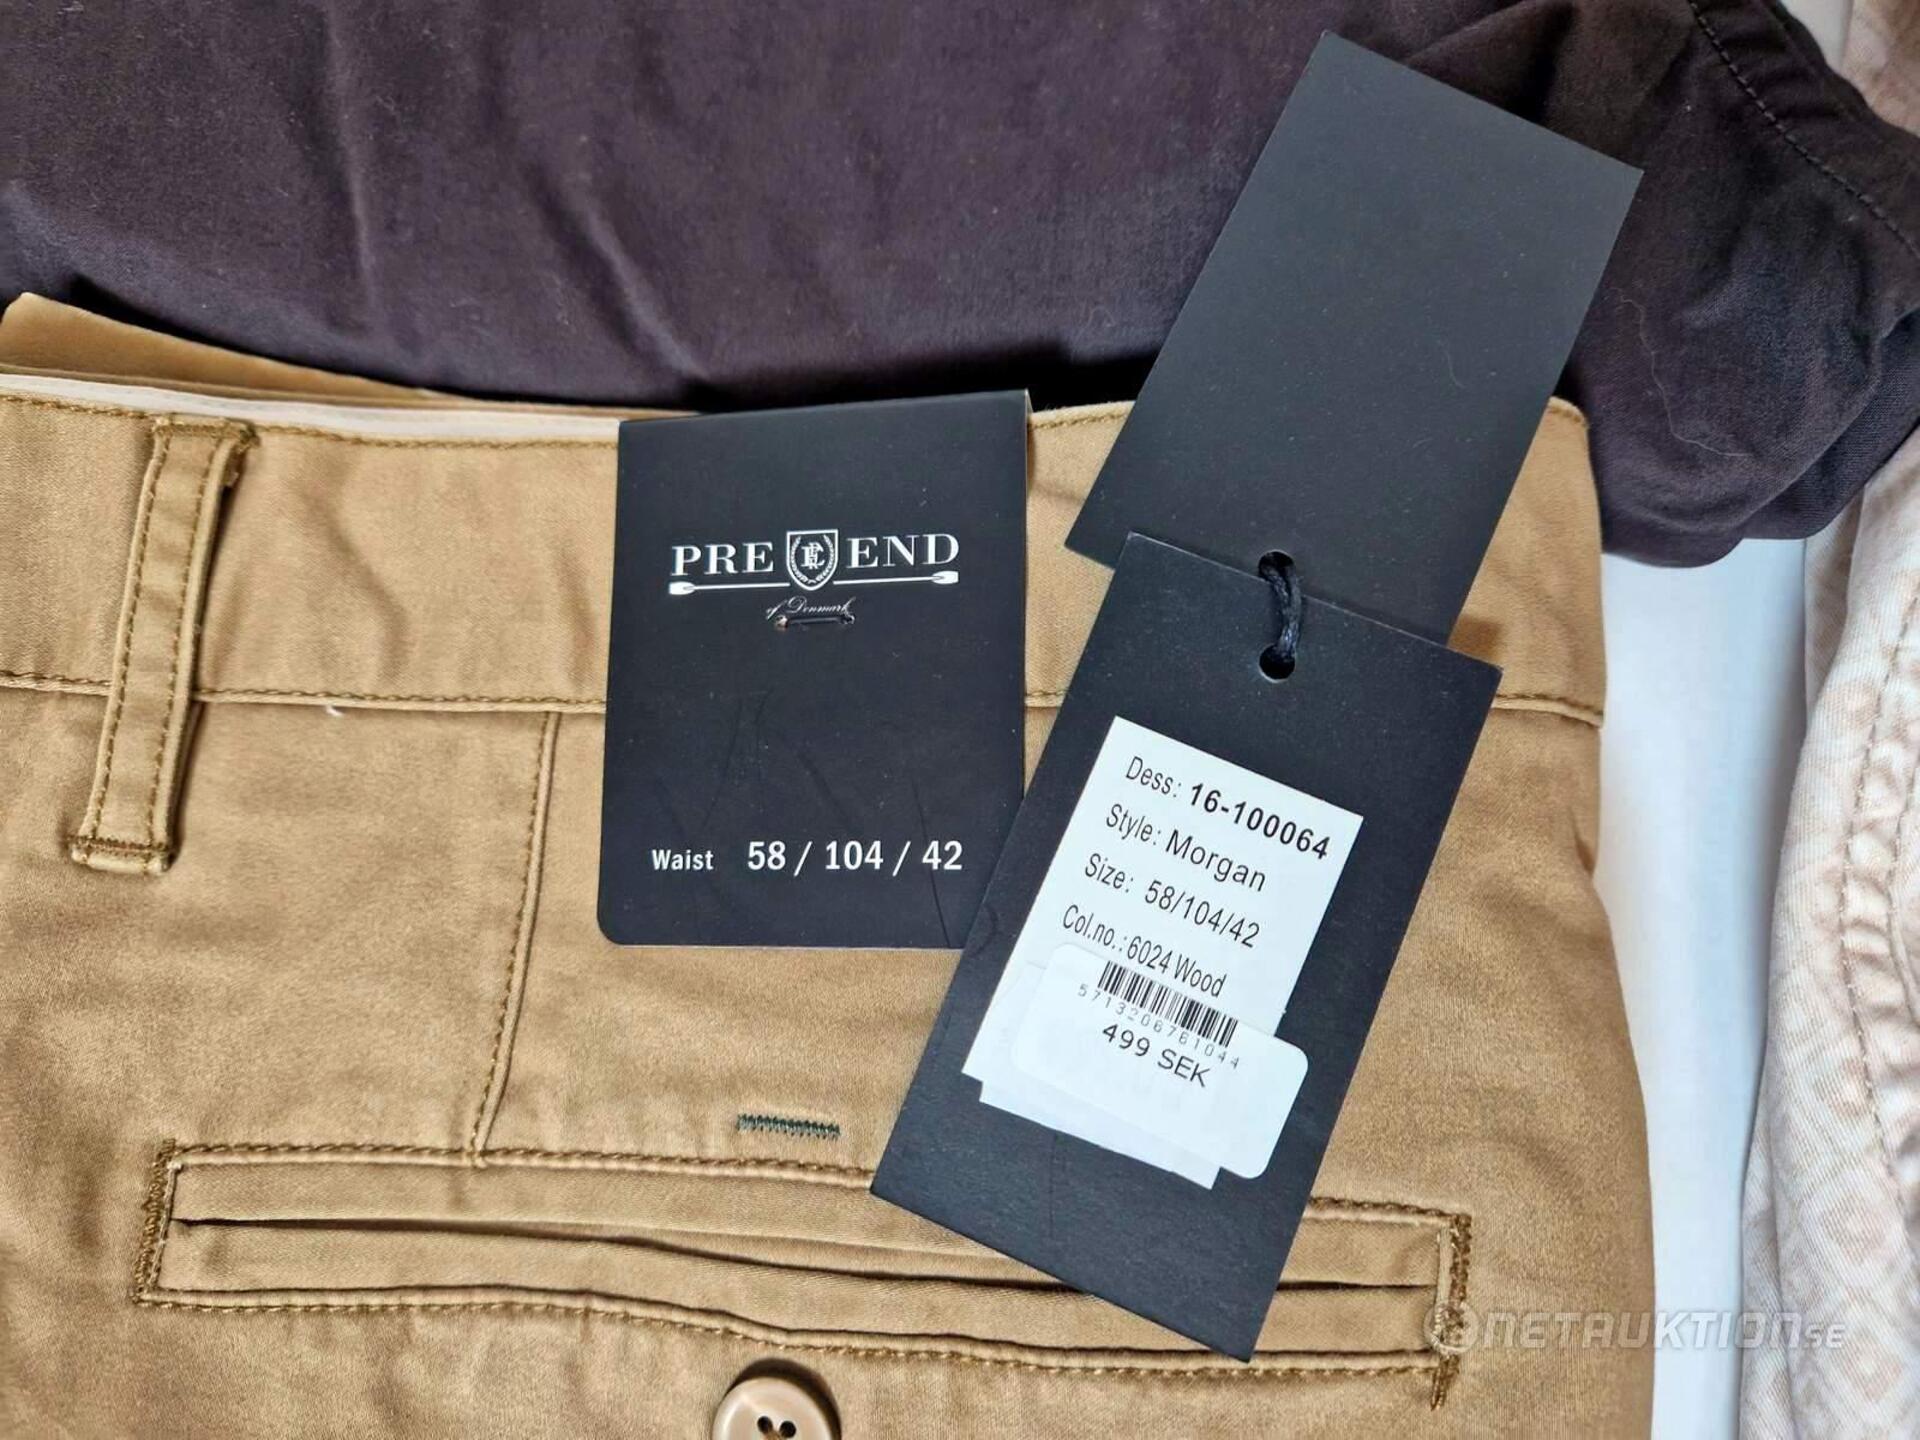 PRE END
of Denmark
Waist 58 / 104 / 42
Dess: 16-100064
Style: Morgan
Size: 58/104/42
Col.no.: 6024 Wood
5713206761044
499 SEK
NETAUKTION.SE